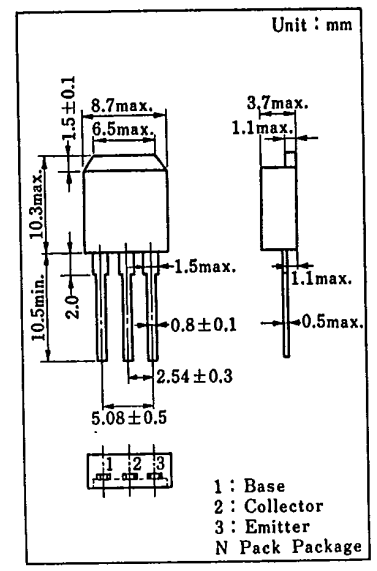 Unit : mm
8.7max.
6.5max.
1.5±0.1
10.3max.
10.5min.
2.0
1.5max.
0.8±0.1
2.54±0.3
5.08±0.5
3.7max.
1.1max.
1.1max.
0.5max.
1 2 3
1 : Base
2 : Collector
3 : Emitter
N Pack Package